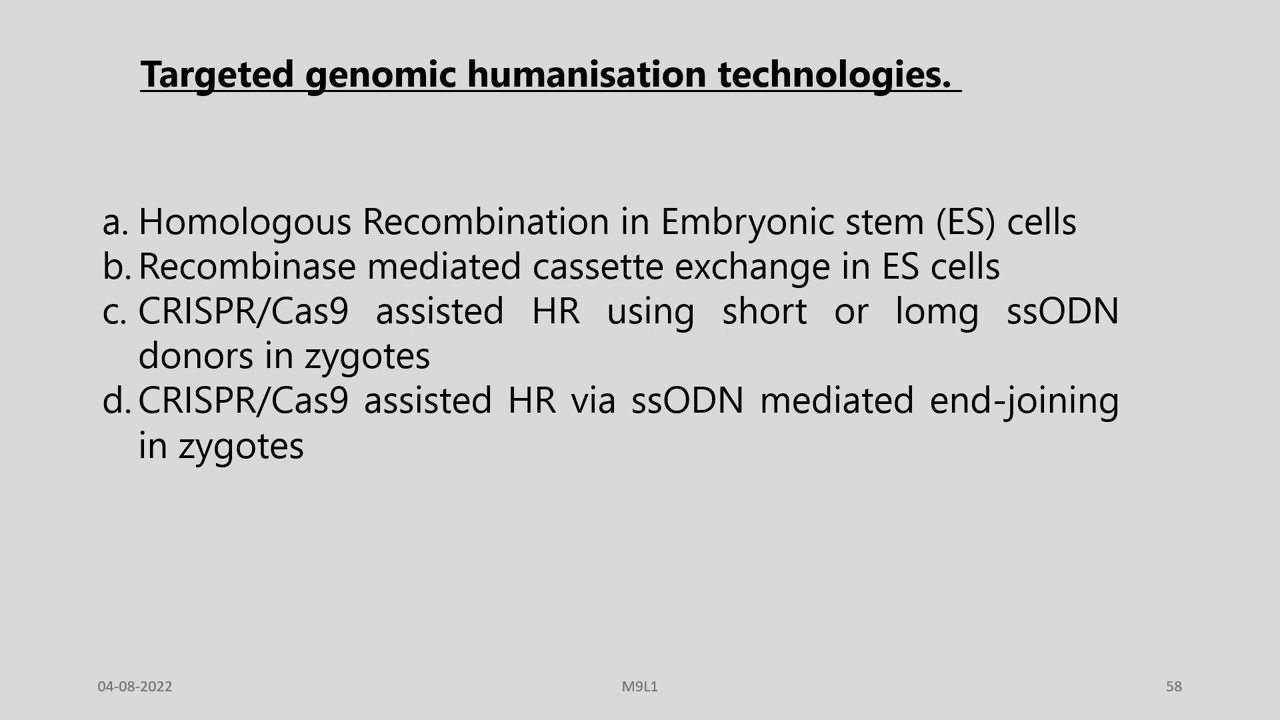 Targeted genomic humanisation technologies.
a. Homologous Recombination in Embryonic stem (ES) cells
b. Recombinase mediated cassette exchange in ES cells
c. CRISPR/Cas9 assisted HR using short or lomg ssODN
donors in zygotes
d. CRISPR/Cas9 assisted HR via ssODN mediated end-joining
in zygotes
04-08-2022 M9L1 58